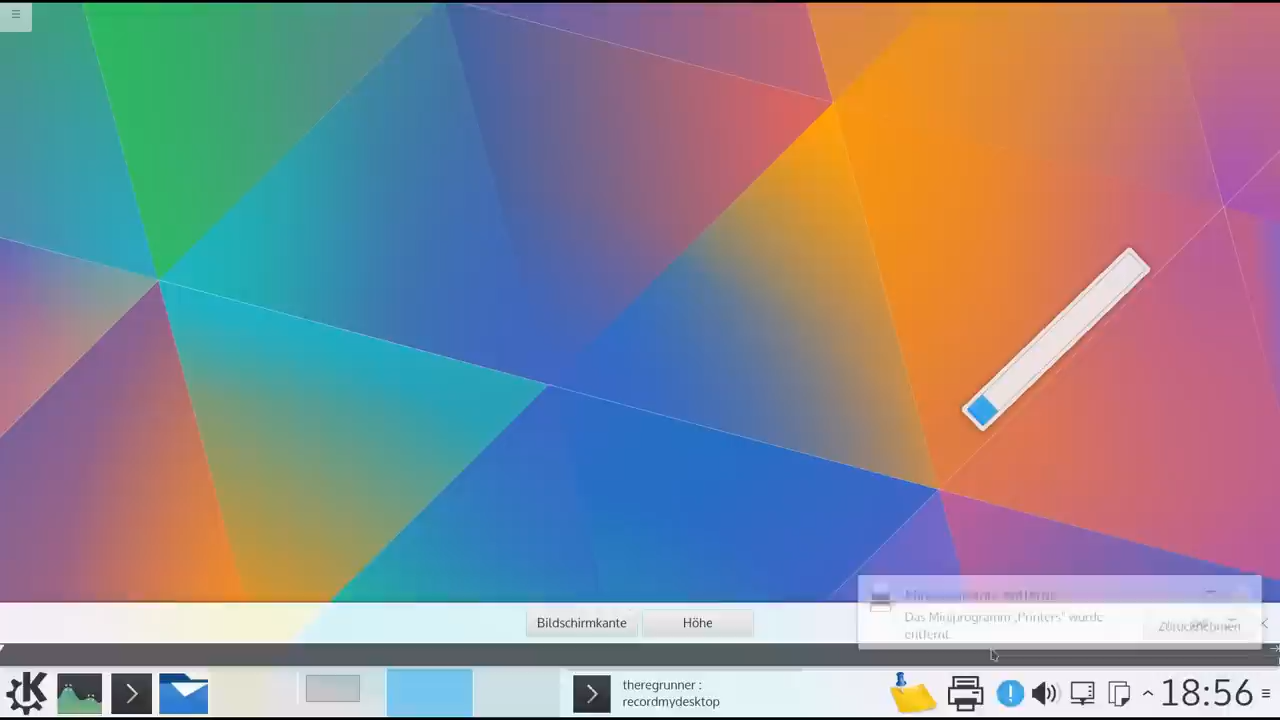 Das Miniprogramm „Printers“ wurde
entfernt.
Zurücknehmen
Bildschirmkante
Höhe
theregrunner :
recordmydesktop
18:56